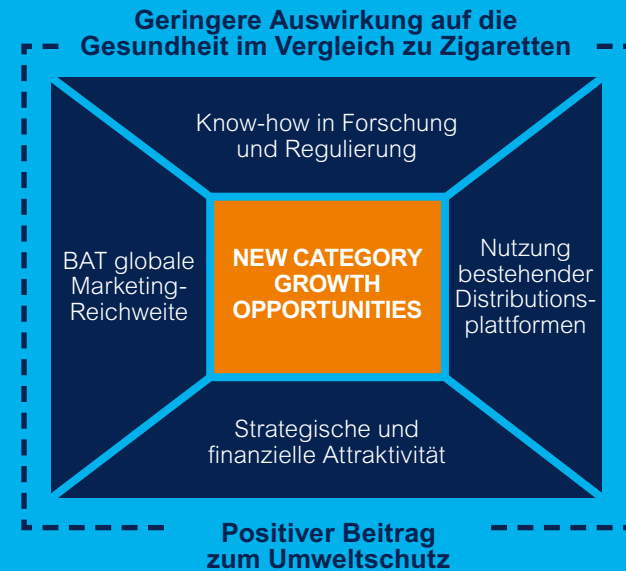 Geringere Auswirkung auf die
Gesundheit im Vergleich zu Zigaretten
Know-how in Forschung
und Regulierung
BAT globale
Marketing-
Reichweite
NEW CATEGORY
GROWTH
OPPORTUNITIES
Nutzung
bestehender
Distributions-
plattformen
Strategische und
finanzielle Attraktivität
Positiver Beitrag
zum Umweltschutz